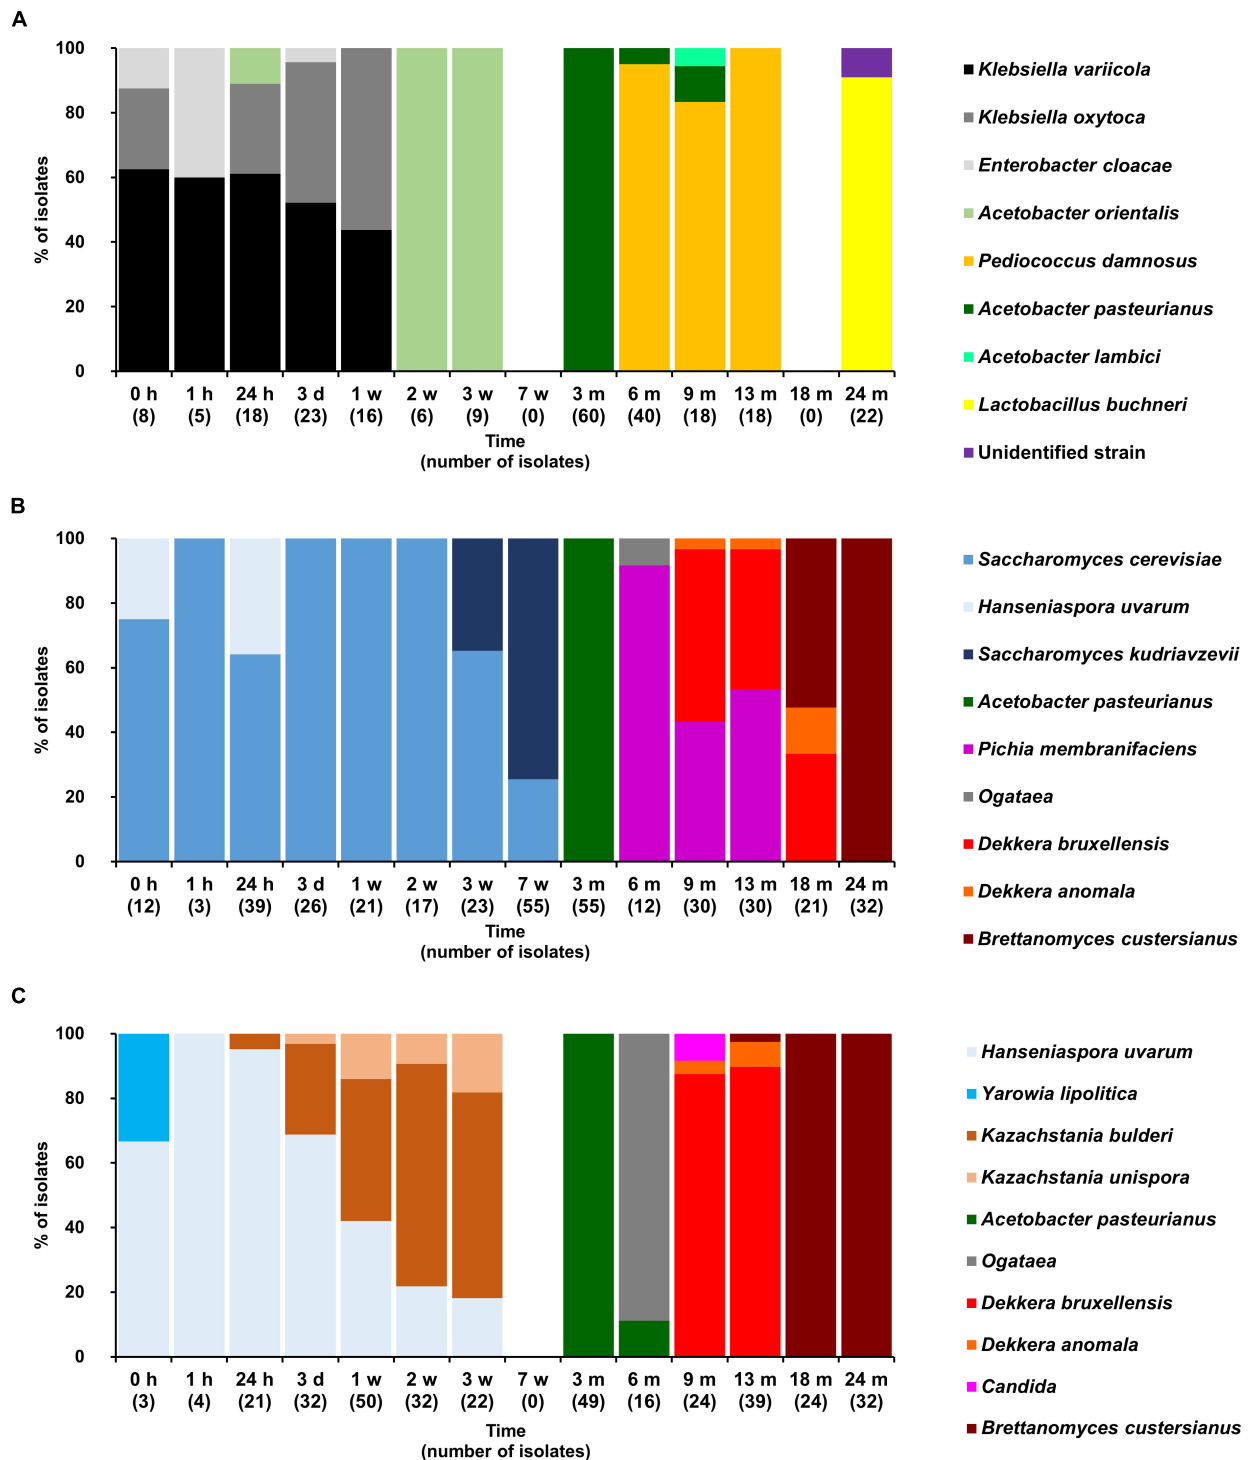 A
100
80
60
40
20
0
% of isolates
0 h 1 h 24 h 3 d 1 w 2 w 3 w 7 w 3 m 6 m 9 m 13 m 18 m 24 m
(8) (5) (18) (23) (16) (6) (9) (0) (60) (40) (18) (18) (0) (22)
Time
(number of isolates)
Klebsiella variicola
Klebsiella oxytoca
Enterobacter cloacae
Acetobacter orientalis
Pediococcus damnosus
Acetobacter pasteurianus
Acetobacter lambici
Lactobacillus buchneri
Unidentified strain
B
100
80
60
40
20
0
% of isolates
0 h 1 h 24 h 3 d 1 w 2 w 3 w 7 w 3 m 6 m 9 m 13 m 18 m 24 m
(12) (3) (39) (26) (21) (17) (23) (55) (55) (12) (30) (30) (21) (32)
Time
(number of isolates)
Saccharomyces cerevisiae
Hanseniaspora uvarum
Saccharomyces kudriavzevii
Acetobacter pasteurianus
Pichia membranifaciens
Ogataea
Dekkera bruxellensis
Dekkera anomala
Brettanomyces custersianus
C
100
80
60
40
20
0
% of isolates
0 h 1 h 24 h 3 d 1 w 2 w 3 w 7 w 3 m 6 m 9 m 13 m 18 m 24 m
(3) (4) (21) (32) (50) (32) (22) (0) (49) (16) (24) (39) (24) (32)
Time
(number of isolates)
Hanseniaspora uvarum
Yarowia lipolitica
Kazachstania bulderi
Kazachstania unispora
Acetobacter pasteurianus
Ogataea
Dekkera bruxellensis
Dekkera anomala
Candida
Brettanomyces custersianus